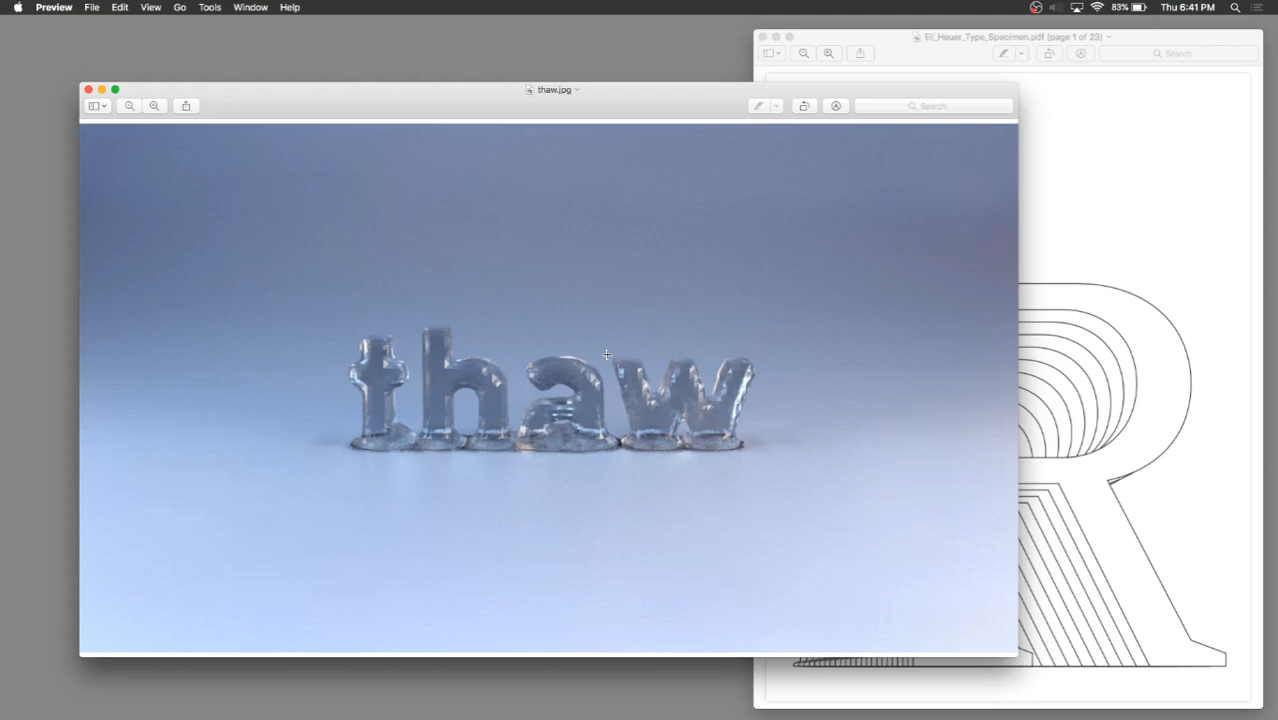 Preview File Edit View Go Tools Window Help
83% Thu 6:41 PM
Eli_Heuer_Type_Specimen.pdf (page 1 of 23)
Search
thaw.jpg
Search
thaw
R